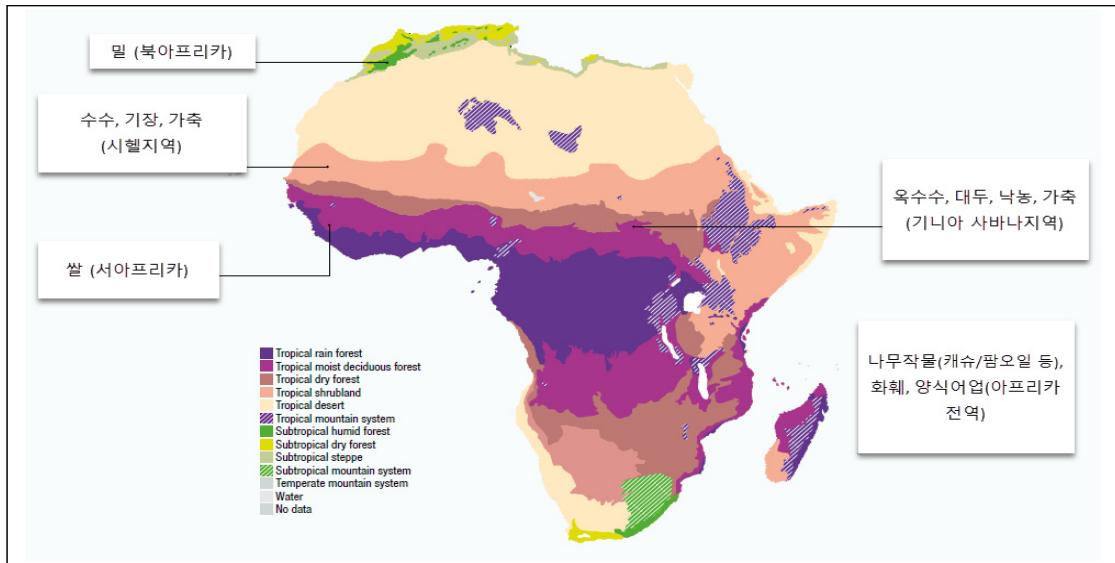 밀 (북아프리카)
수수, 기장, 가축
(시헬지역)
쌀 (서아프리카)
옥수수, 대두, 낙농, 가축
(기니아 사바나지역)
나무작물(캐슈/팜오일 등),
화훼, 양식어업(아프리카
전역)
Tropical rain forest
Tropical moist deciduous forest
Tropical dry forest
Tropical shrubland
Tropical desert
Tropical mountain system
Subtropical humid forest
Subtropical dry forest
Subtropical steppe
Subtropical mountain system
Temperate mountain system
Water
No data